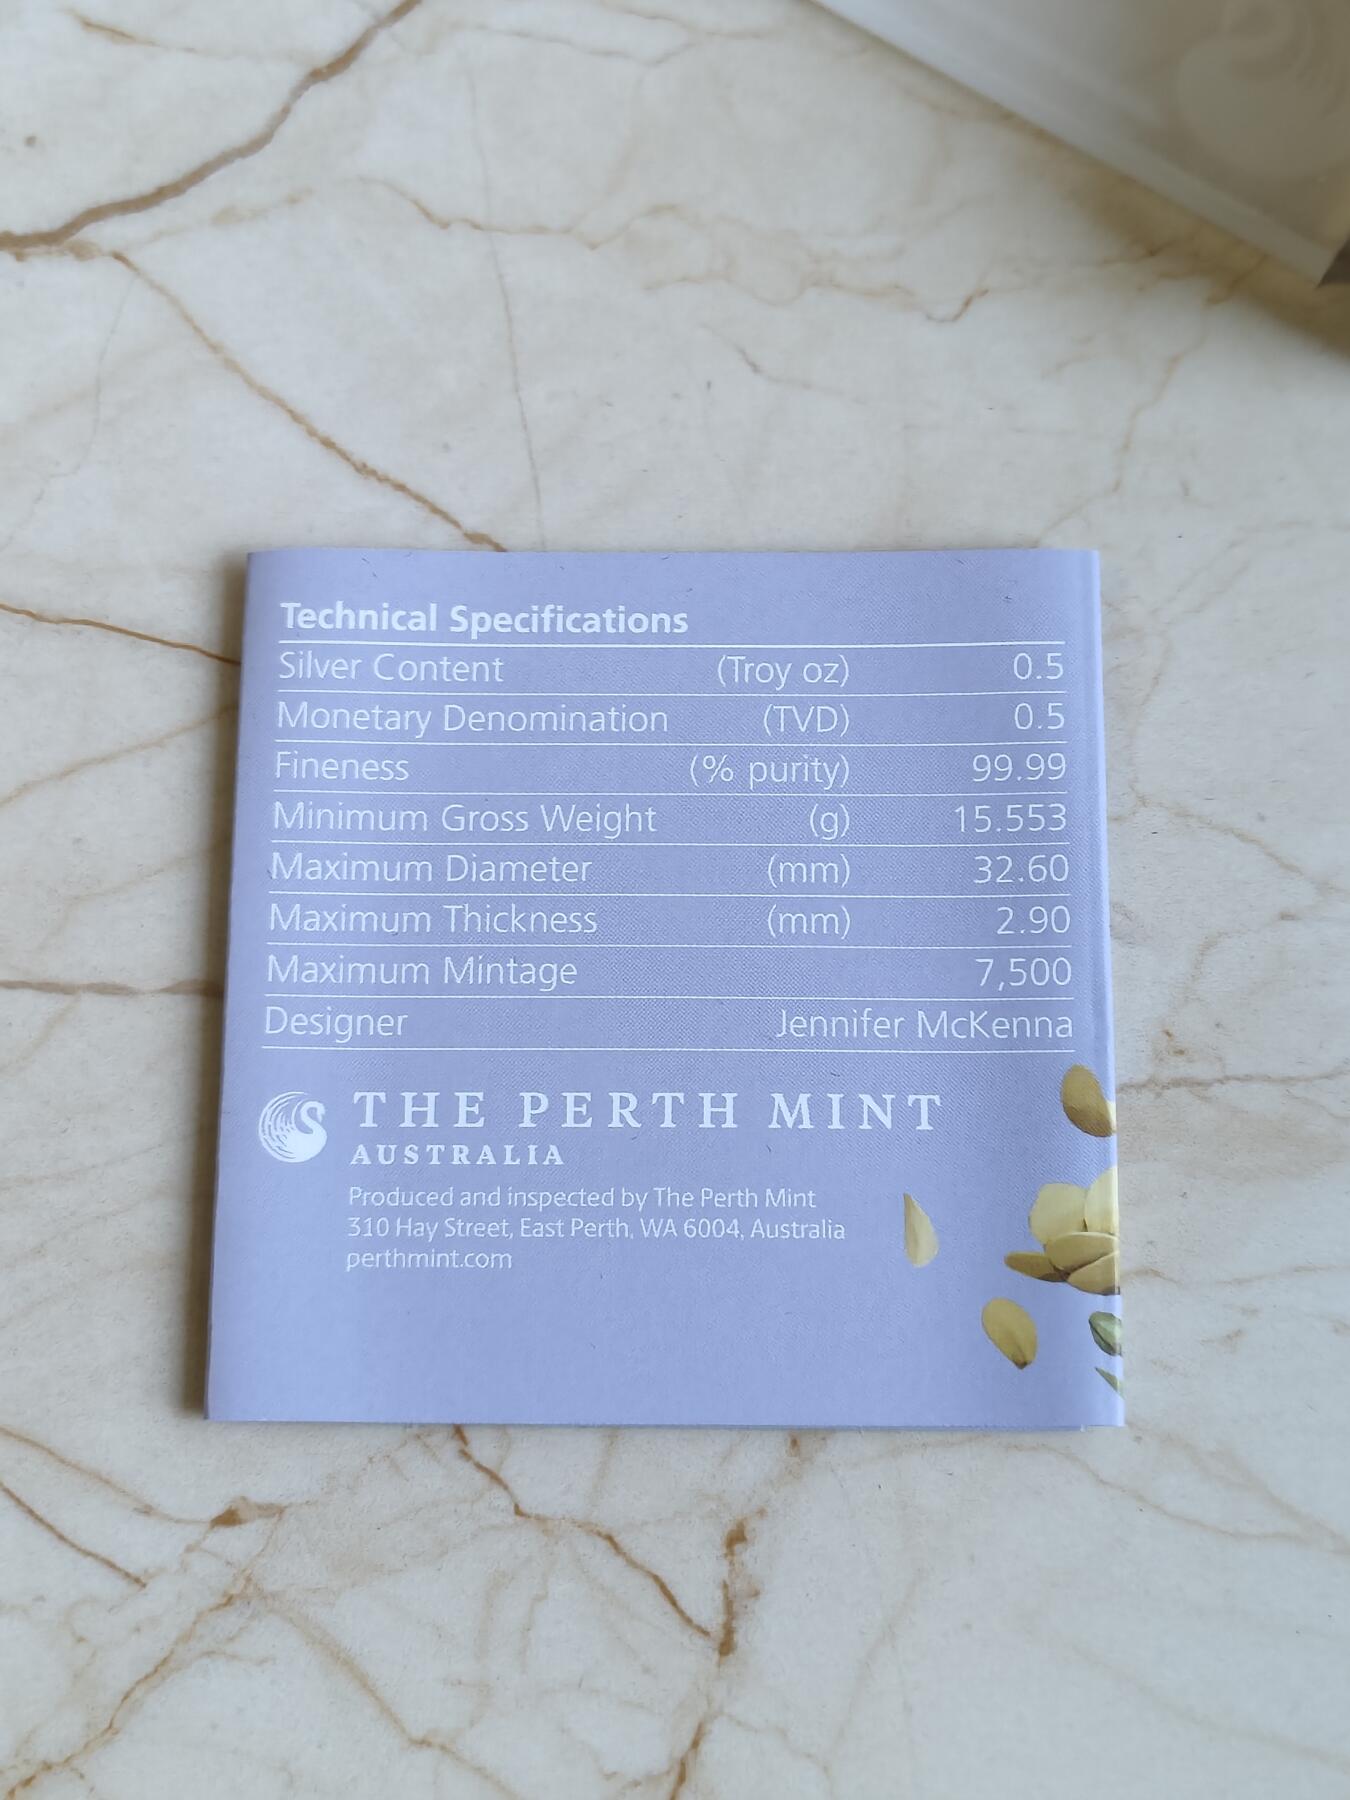 Technical Specifications
Silver Content (Troy oz) 0.5
Monetary Denomination (TVD) 0.5
Fineness (% purity) 99.99
Minimum Gross Weight (g) 15.553
Maximum Diameter (mm) 32.60
Maximum Thickness (mm) 2.90
Maximum Mintage 7,500
Designer Jennifer McKenna
THE PERTH MINT
AUSTRALIA
Produced and inspected by The Perth Mint
310 Hay Street, East Perth, WA 6004, Australia
perthmint.com